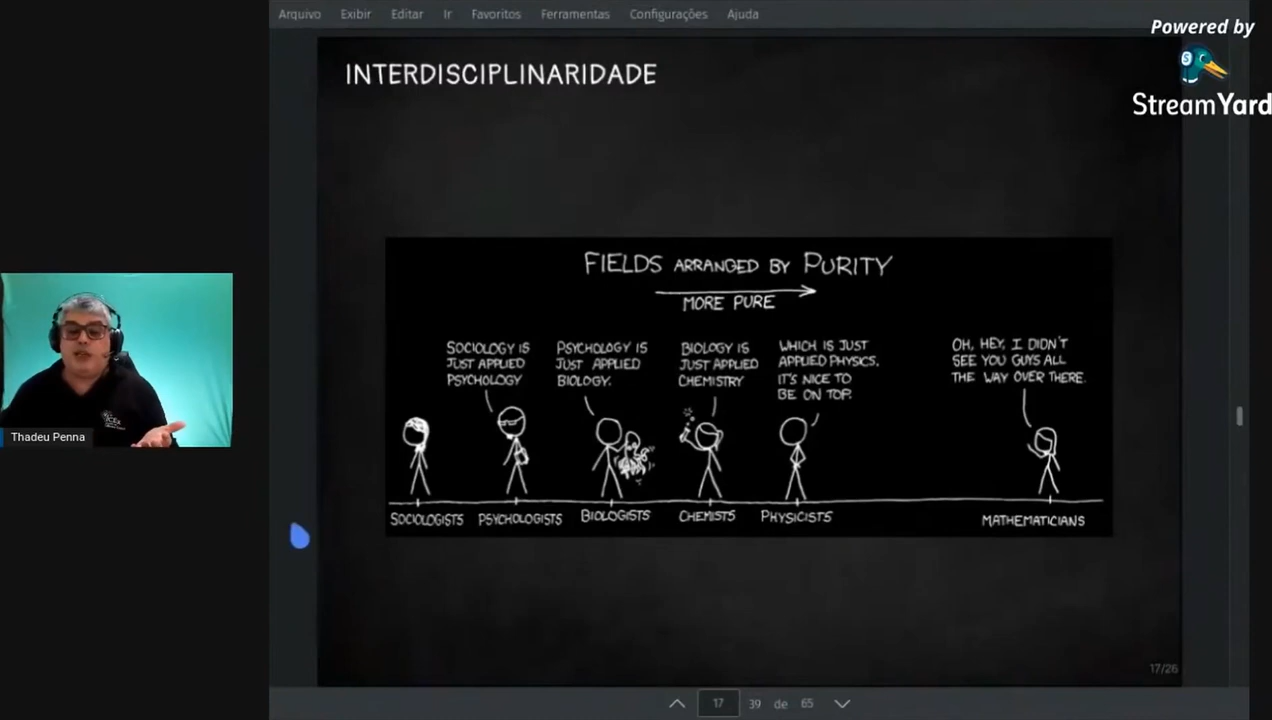 Arquivo Exibir Editar Ir Favoritos Ferramentas Configurações Ajuda
Powered by
StreamYard
INTERDISCIPLINARIDADE
FIELDS ARRANGED BY PURITY
MORE PURE
SOCIOLOGY IS
JUST APPLIED
PSYCHOLOGY
PSYCHOLOGY IS
JUST APPLIED
BIOLOGY.
BIOLOGY IS
JUST APPLIED
CHEMISTRY
WHICH IS JUST
APPLIED PHYSICS.
IT'S NICE TO
BE ON TOP.
OH, HEY, I DIDN'T
SEE YOU GUYS ALL
THE WAY OVER THERE.
SOCIOLOGISTS
PSYCHOLOGISTS
BIOLOGISTS
CHEMISTS
PHYSICISTS
MATHEMATICIANS
Thadeu Penna
17/26
17 39 de 65